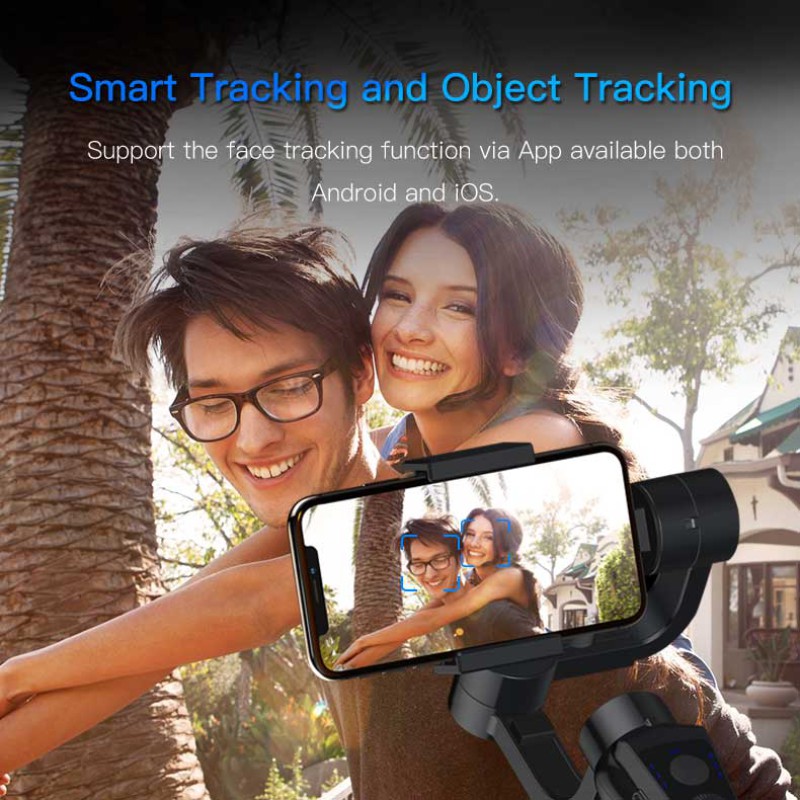 Smart Tracking and Object Tracking
Support the face tracking function via App available both
Android and iOS.